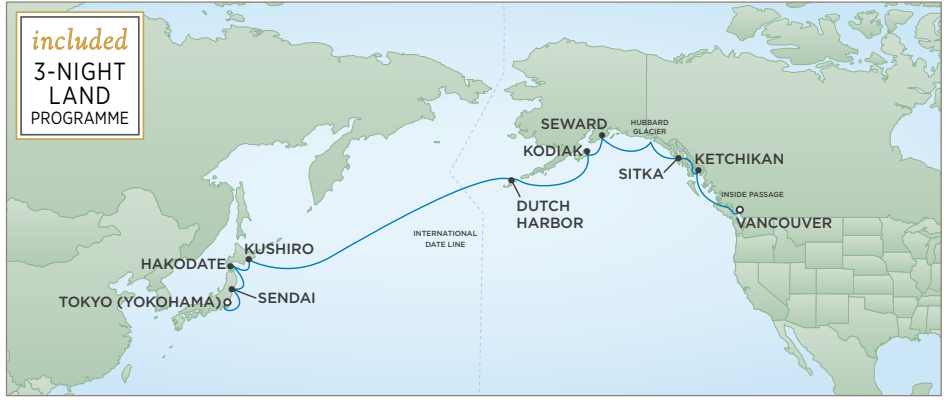 included
3-NIGHT
LAND
PROGRAMME
SEWARD
HUBBARD
GLACIER
KODIAK
SITKA
KETCHIKAN
INSIDE PASSAGE
VANCOUVER
DUTCH
HARBOR
INTERNATIONAL
DATE LINE
KUSHIRO
HAKODATE
SENDAI
TOKYO (YOKOHAMA)